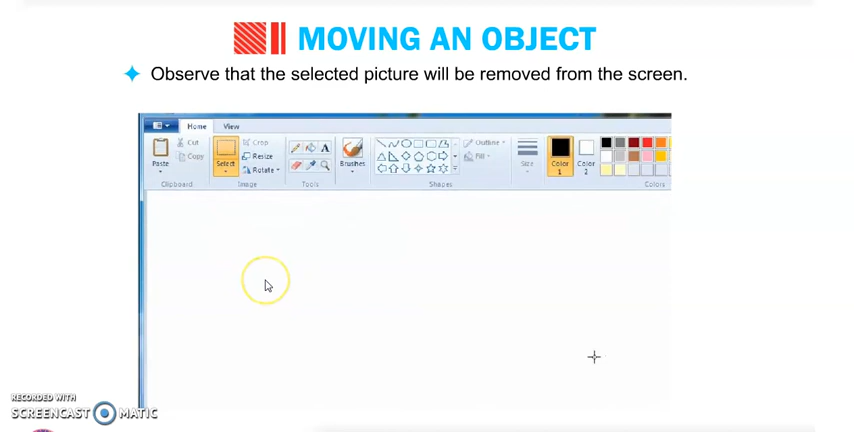 MOVING AN OBJECT
Observe that the selected picture will be removed from the screen.
Home View
Paste
Cut
Copy
Clipboard
Select
Crop
Resize
Rotate
Image
A
Tools
Brushes
Outline
Fill
Shapes
Size
Color 1
Color 2
Colors
RECORDED WITH
SCREENCAST MATIC